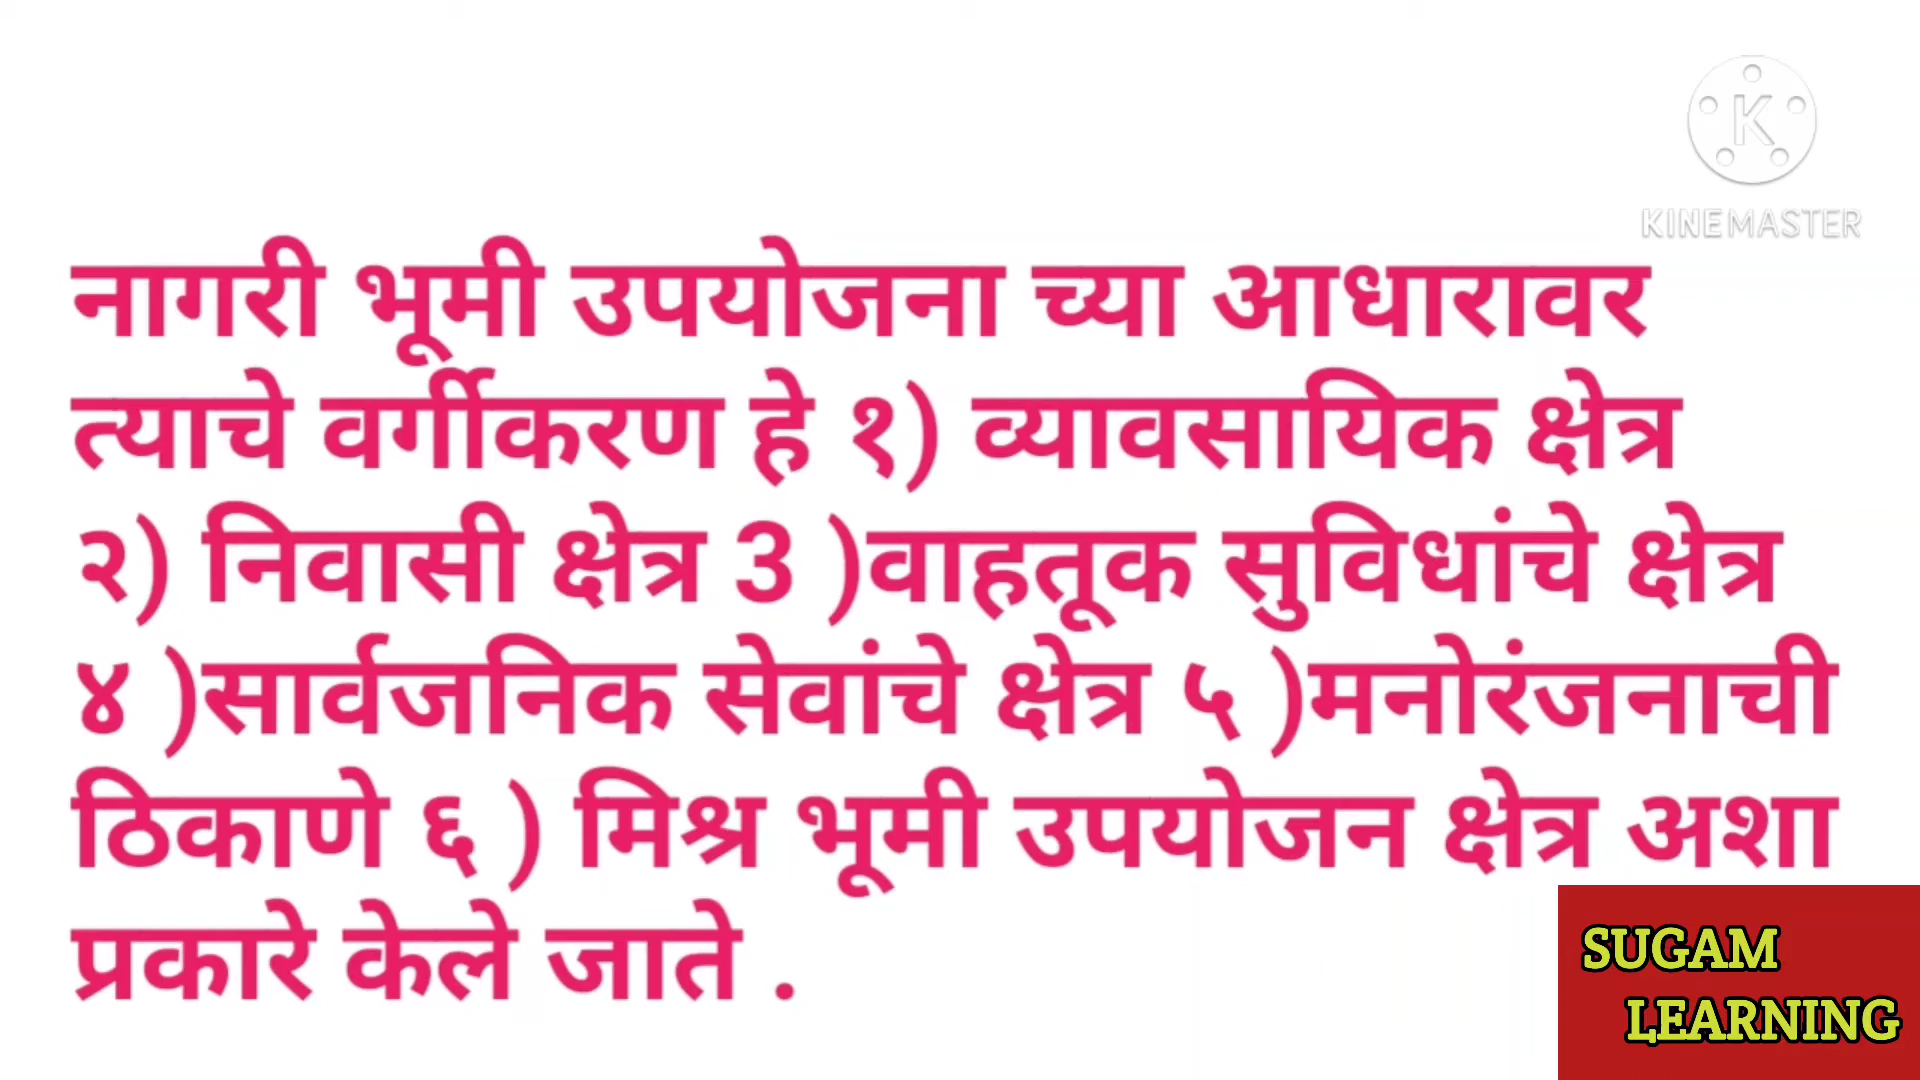 K
KINEMASTER
नागरी भूमी उपयोजना च्या आधारावर
त्याचे वर्गीकरण हे १) व्यावसायिक क्षेत्र
२) निवासी क्षेत्र 3 )वाहतूक सुविधांचे क्षेत्र
४ )सार्वजनिक सेवांचे क्षेत्र ५ )मनोरंजनाची
ठिकाणे ६ ) मिश्र भूमी उपयोजन क्षेत्र अशा
प्रकारे केले जाते .
SUGAM
LEARNING